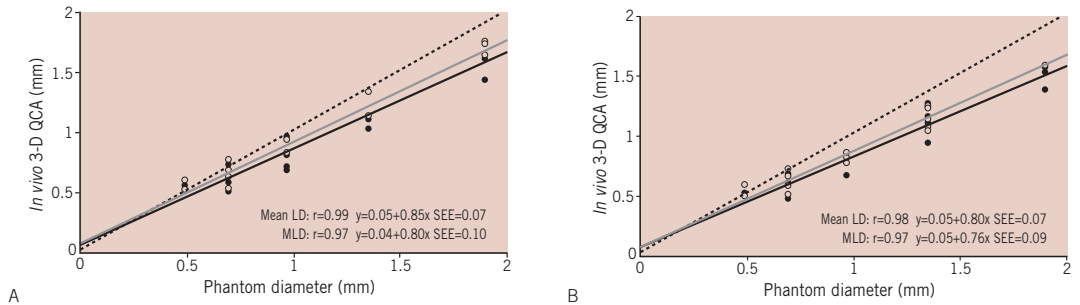 2
1.5
1
0.5
0
In vivo 3-D QCA (mm)
Mean LD: r=0.99 y=0.05+0.85x SEE=0.07
MLD: r=0.97 y=0.04+0.80x SEE=0.10
0 0.5 1 1.5 2
Phantom diameter (mm)
A
2
1.5
1
0.5
0
In vivo 3-D QCA (mm)
Mean LD: r=0.98 y=0.05+0.80x SEE=0.07
MLD: r=0.97 y=0.05+0.76x SEE=0.09
0 0.5 1 1.5 2
Phantom diameter (mm)
B